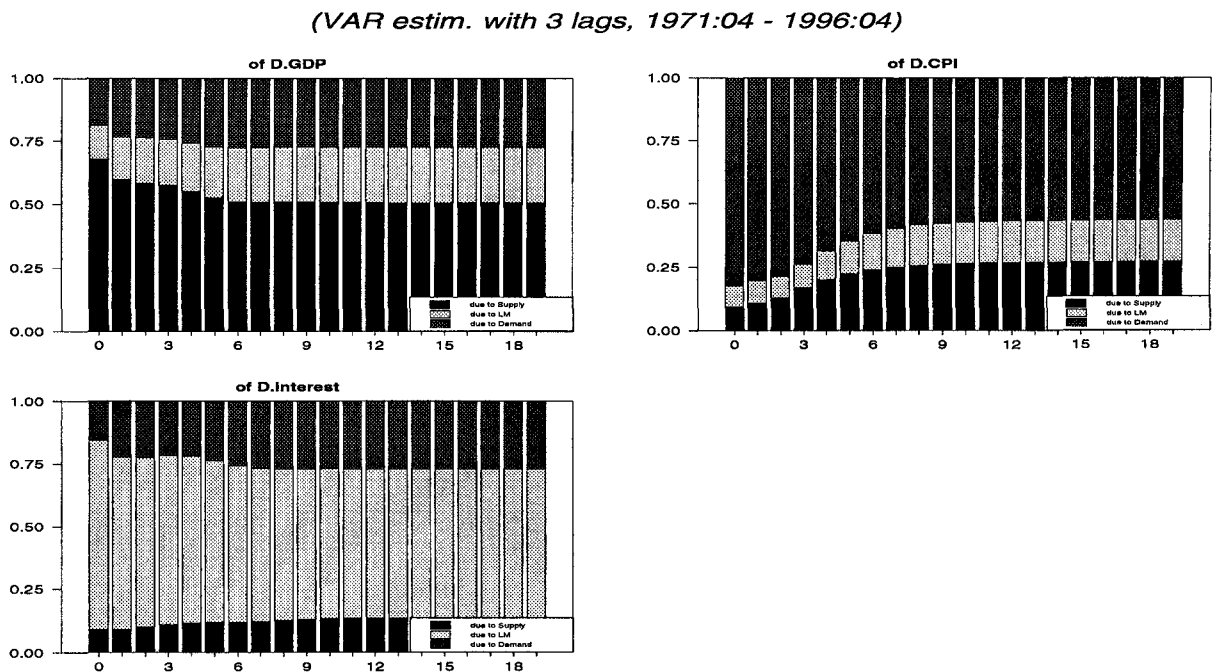 (VAR estim. with 3 lags, 1971:04 - 1996:04)
of D.GDP
1.00
0.75
0.50
0.25
0.00
due to Supply
due to LM
due to Demand
0 3 6 9 12 15 18
of D.CPI
1.00
0.75
0.50
0.25
0.00
due to Supply
due to LM
due to Demand
0 3 6 9 12 15 18
of D.interest
1.00
0.75
0.50
0.25
0.00
due to Supply
due to LM
due to Demand
0 3 6 9 12 15 18